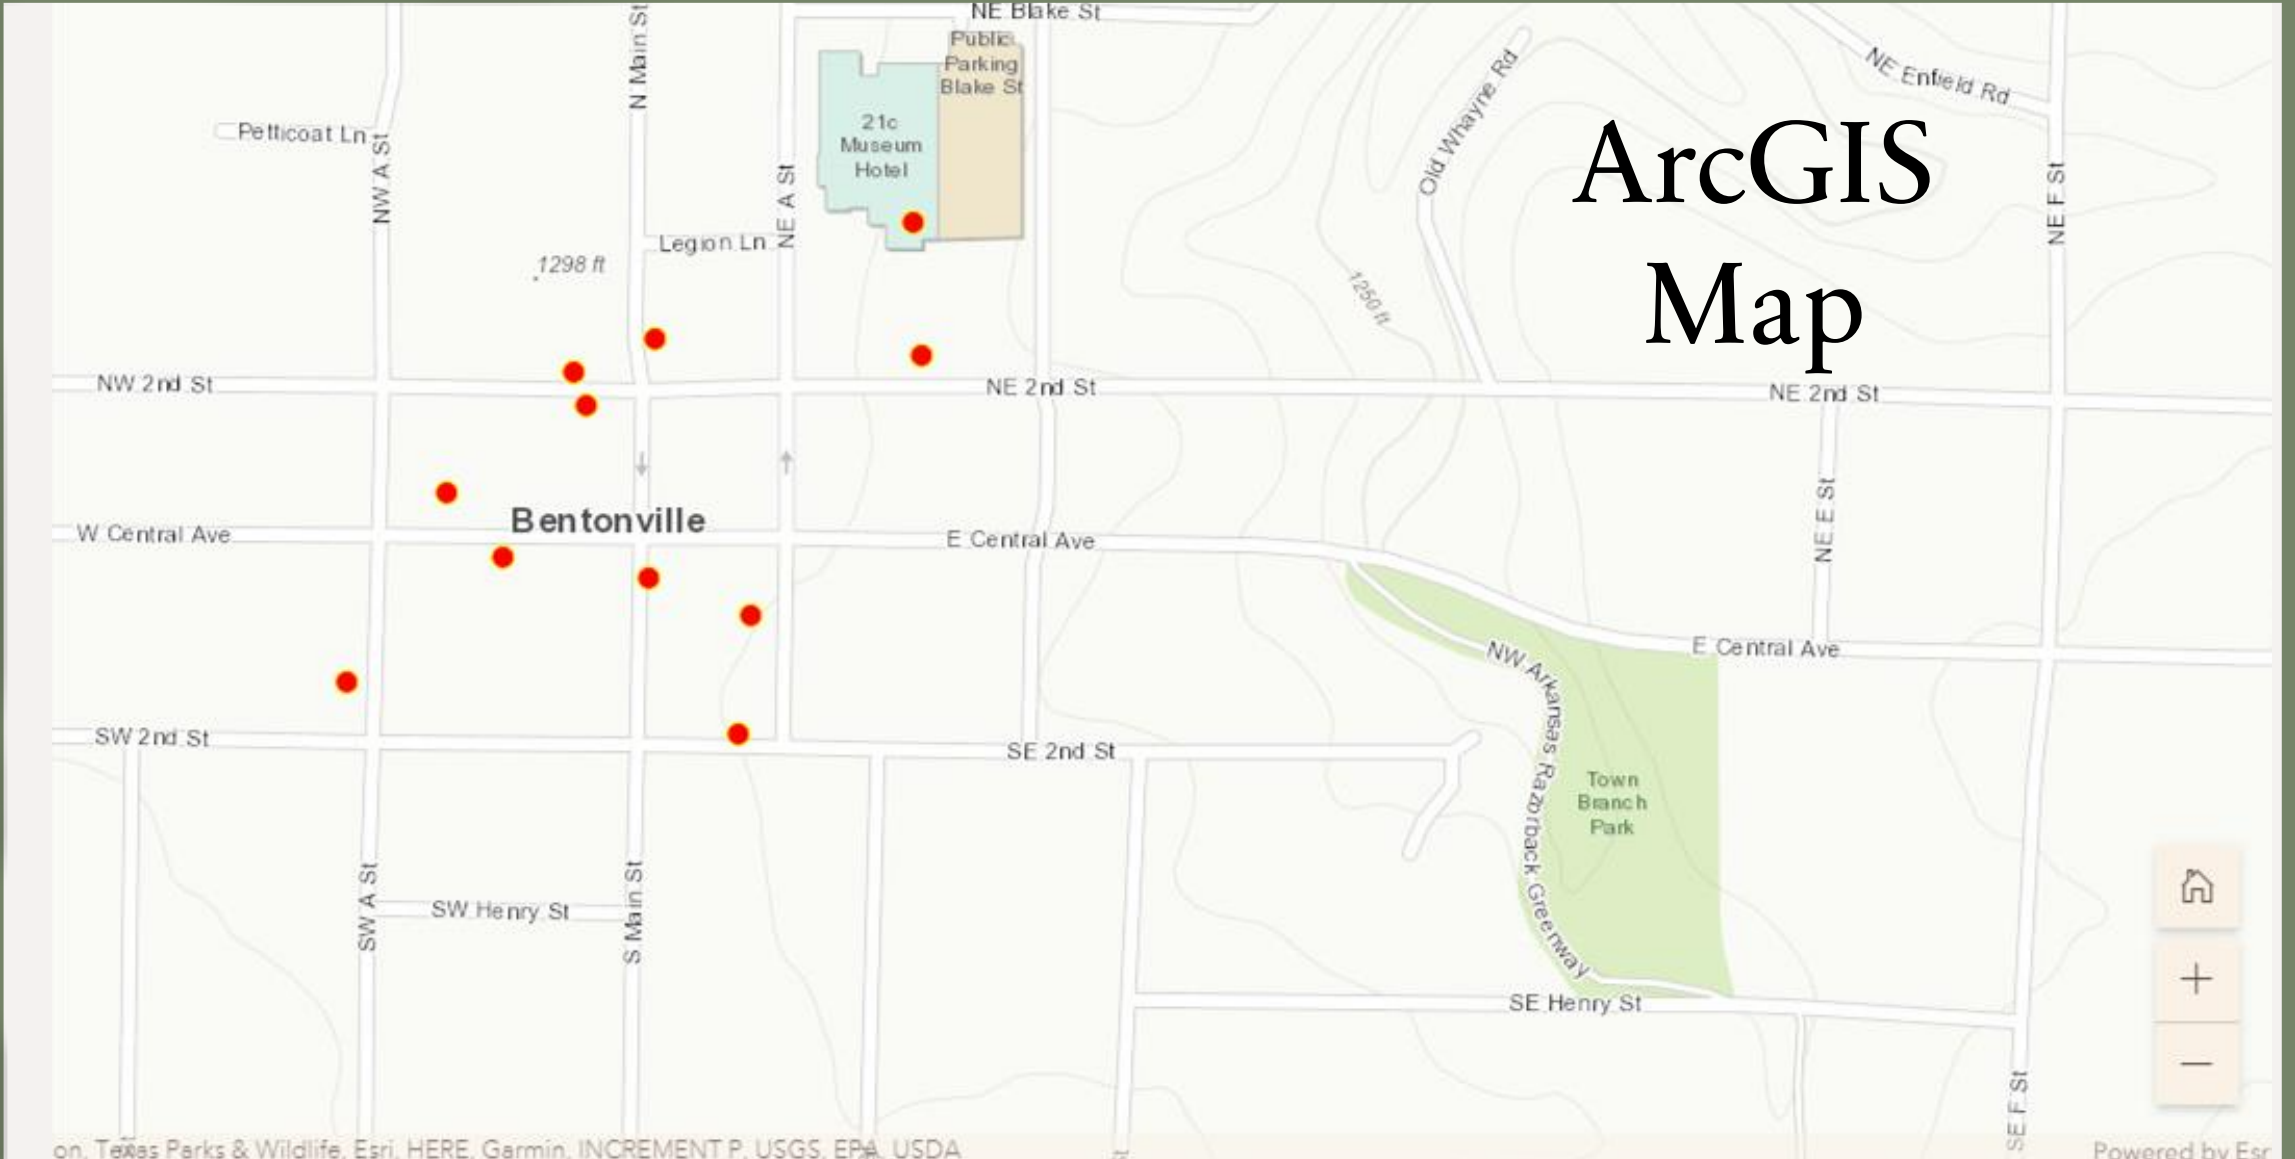 NE Blake St
Public
Parking
Blake St
N Main St
NE Enfield Rd
Old Whayne Rd
ArcGIS
Map
21c
Museum
Hotel
Petticoat Ln
NW A St
NE A St
NE F St
Legion Ln
1298 ft
1250 ft
NW 2nd St
NE 2nd St
NE 2nd St
NE E St
Bentonville
W Central Ave
E Central Ave
E Central Ave
NW Arkansas Razorback Greenway
SW 2nd St
SE 2nd St
Town
Branch
Park
SW A St
SW Henry St
S Main St
SE Henry St
SE F St
on, Texas Parks & Wildlife, Esri, HERE, Garmin, INCREMENT P, USGS, EPA, USDA
Powered by Esr